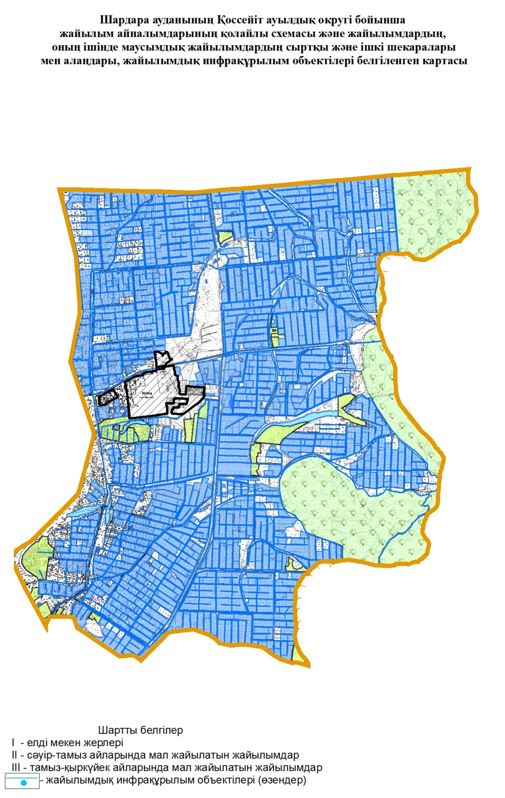 Шардара ауданының Қоссейіт ауылдық округі бойынша
жайылым айналымдарының қолайлы схемасы және жайылымдардың,
оның ішінде маусымдық жайылымдардың сыртқы және ішкі шекаралары
мен алаңдары, жайылымдық инфрақұрылым объектілері белгіленген картасы
Шартты белгілер
I - елді мекен жерлері
II - сәуір-тамыз айларында мал жайылатын жайылымдар
III - тамыз-қыркүйек айларында мал жайылатын жайылымдар
- жайылымдық инфрақұрылым объектілері (өзендер)